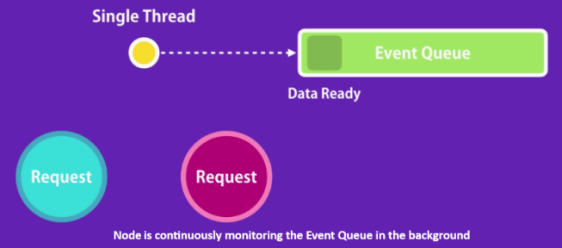 Single Thread
Event Queue
Data Ready
Request
Request
Node is continuously monitoring the Event Queue in the background